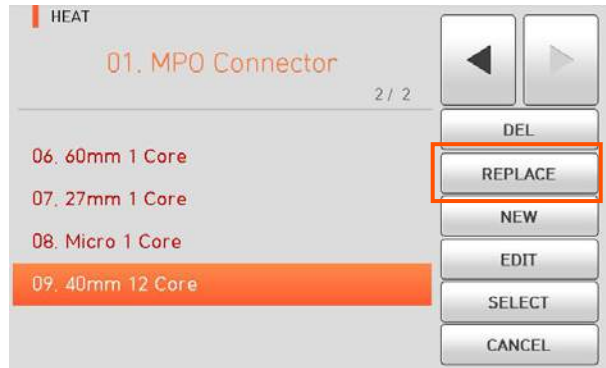 HEAT
01. MPO Connector
2/ 2
06. 60mm 1 Core
07. 27mm 1 Core
08. Micro 1 Core
09. 40mm 12 Core
DEL
REPLACE
NEW
EDIT
SELECT
CANCEL